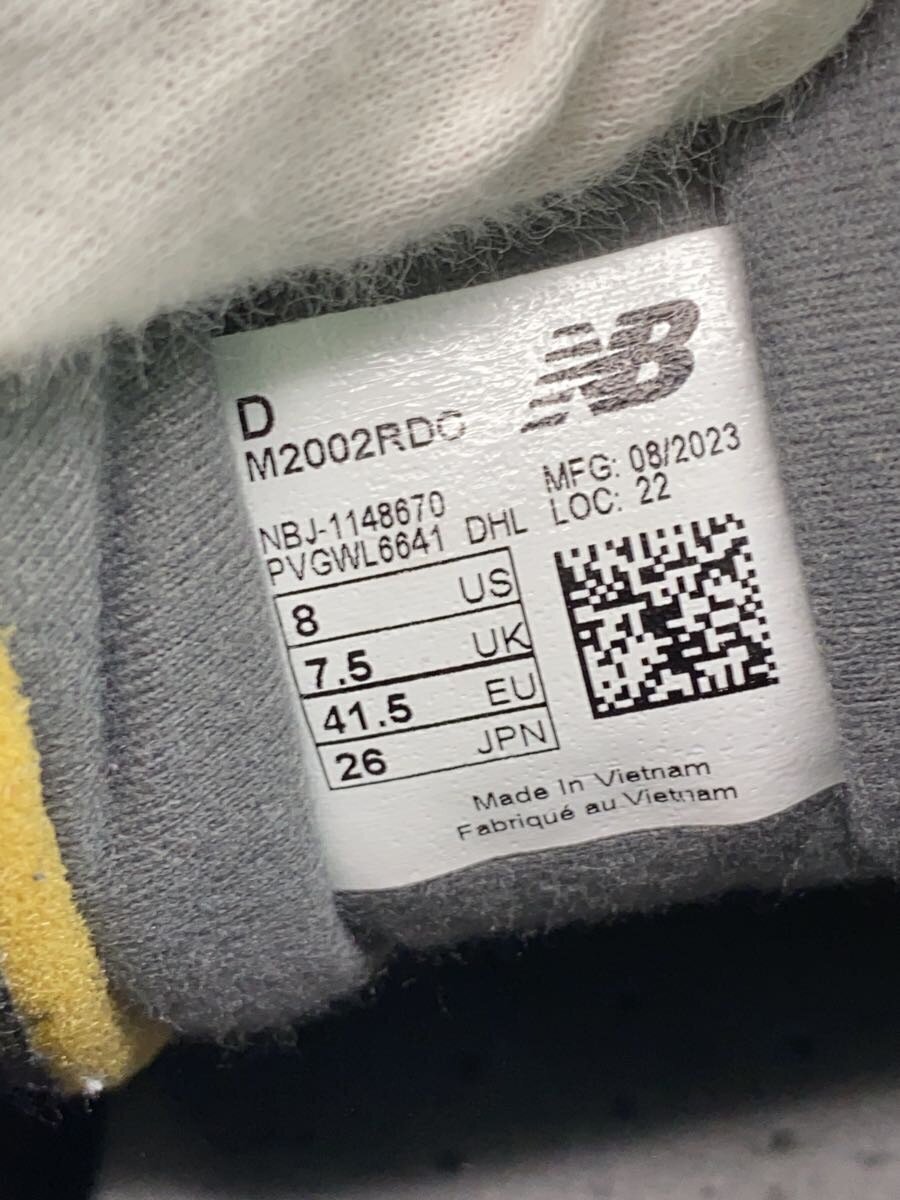 NB
D
M2002RDC
MFG: 08/2023
LOC: 22
NBJ-1148670
PVGWL6641 DHL
8 US
7.5 UK
41.5 EU
26 JPN
Made In Vietnam
Fabriqué au Vietnam